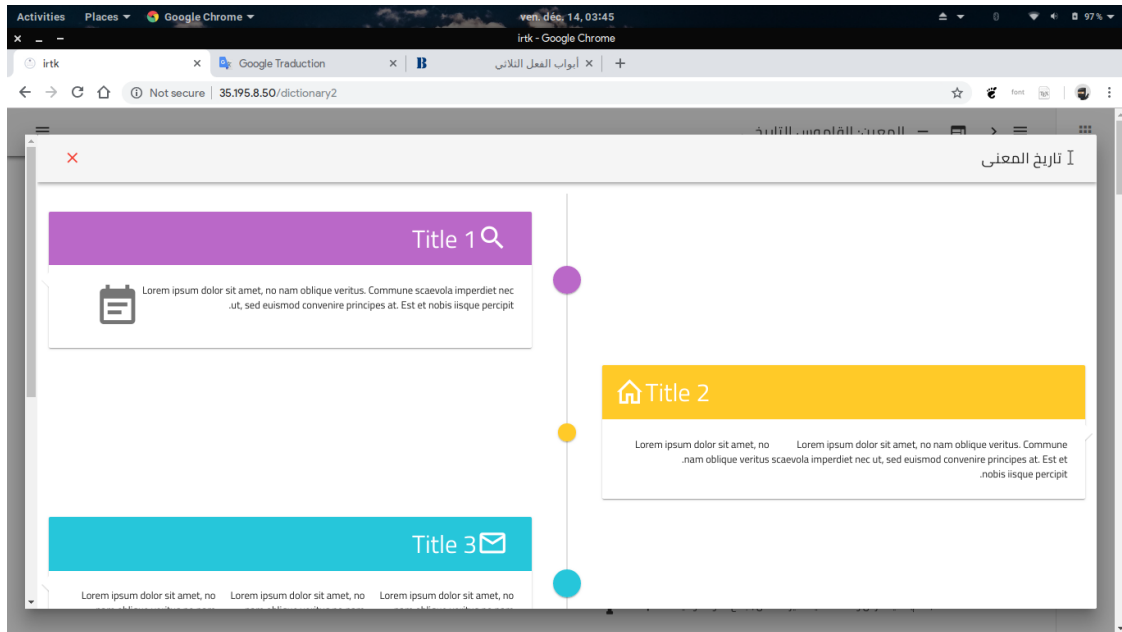 Activities Places Google Chrome ven. déc. 14, 03:45 97 %
irtk - Google Chrome
irtk Google Traduction أبواب الفعل الثلاثي
Not secure 35.195.8.50/dictionary2
المعين: القاموس التاريخ
تاريخ المعنى
Title 1
Lorem ipsum dolor sit amet, no nam oblique veritus. Commune scaevola imperdiet nec
.ut, sed euismod convenire principes at. Est et nobis iisque percipit
Title 2
Lorem ipsum dolor sit amet, no Lorem ipsum dolor sit amet, no nam oblique veritus. Commune
.nam oblique veritus scaevola imperdiet nec ut, sed euismod convenire principes at. Est et
.nobis iisque percipit
Title 3
Lorem ipsum dolor sit amet, no Lorem ipsum dolor sit amet, no Lorem ipsum dolor sit amet, no